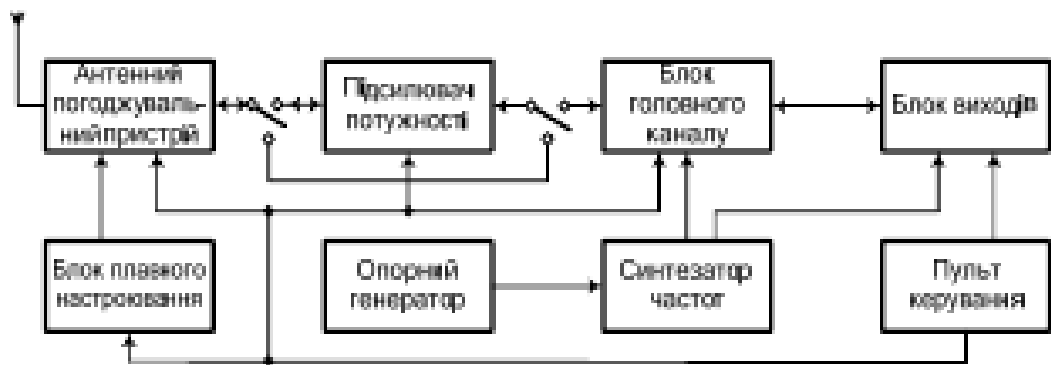 Антенний
погоджуваль-
нийпристрій
Підсилювач
потужності
Блок
головного
каналу
Блок виходів
Блок плавного
настроювання
Опорний
генератор
Синтезатор
частот
Пульт
керування